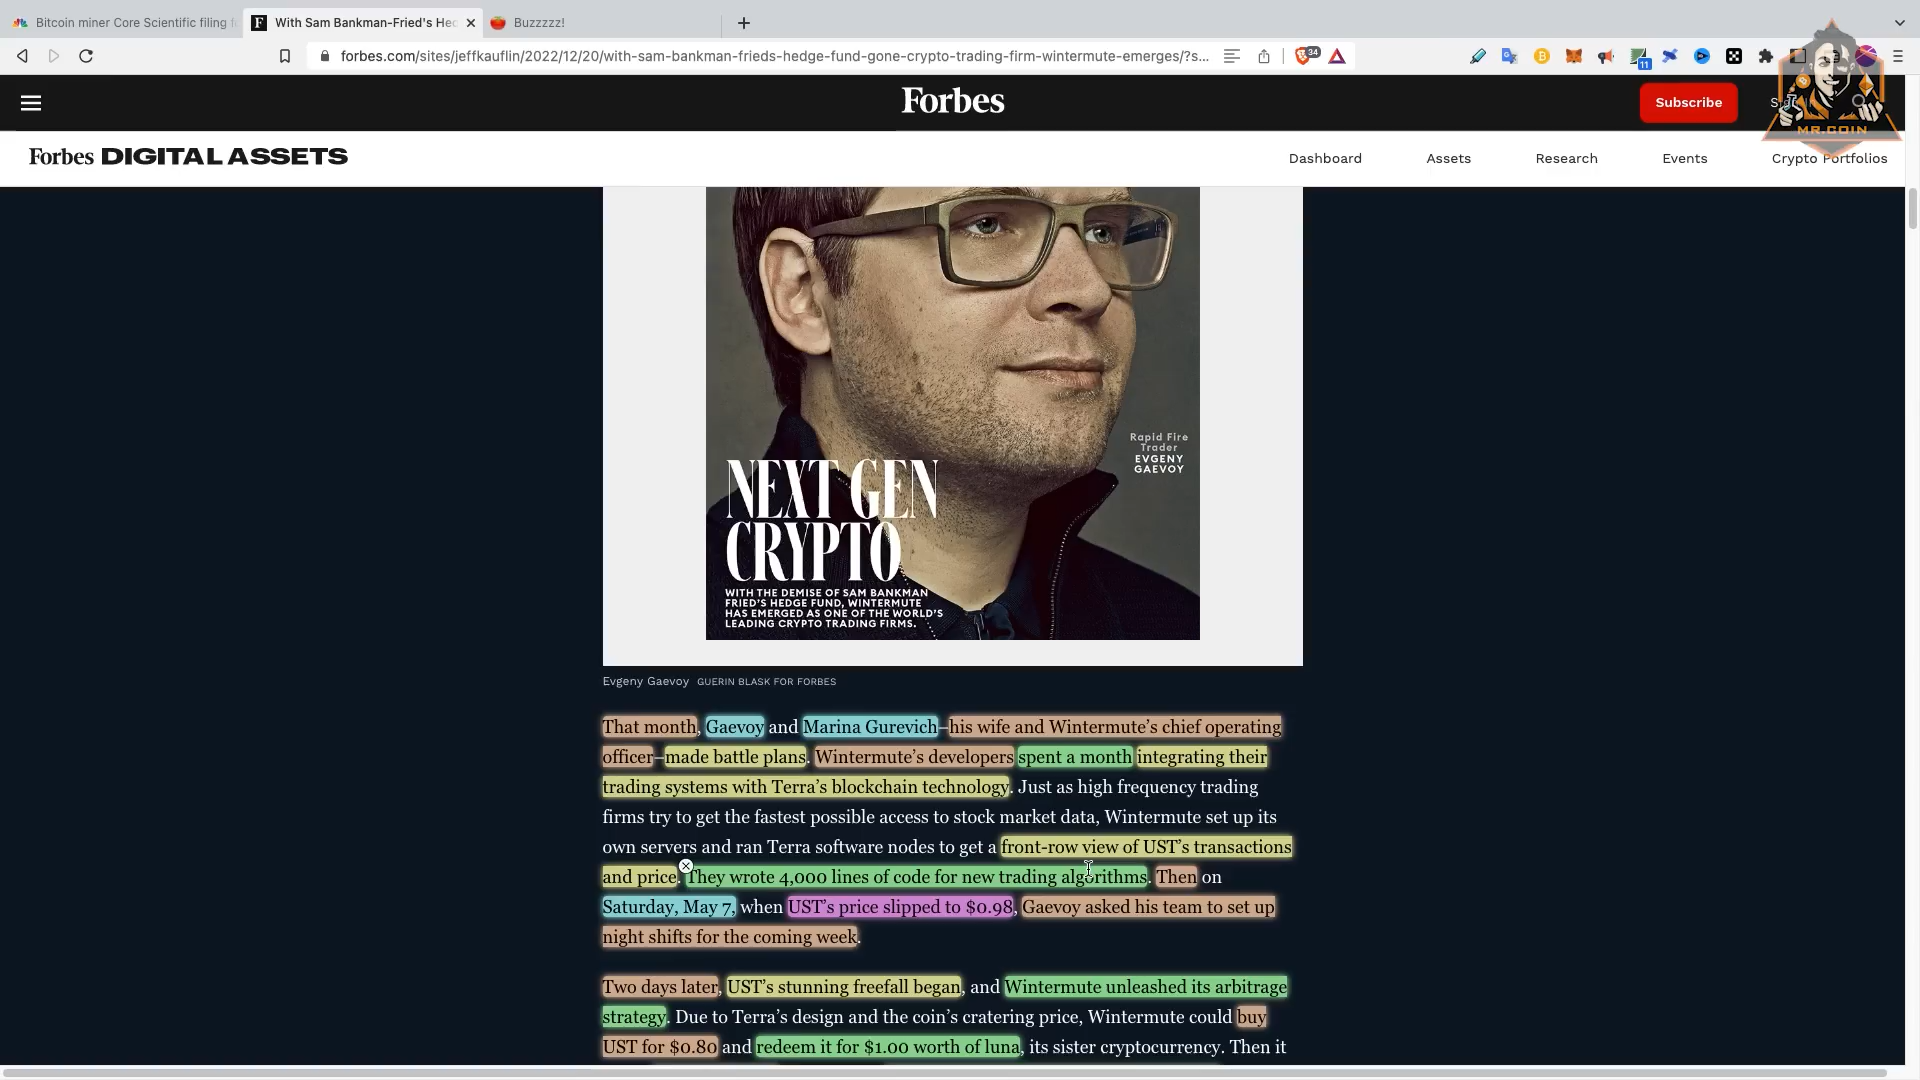 Bitcoin miner Core Scientific filing f
With Sam Bankman-Fried's Hec
Buzzzzz!
forbes.com/sites/jeffkauflin/2022/12/20/with-sam-bankman-frieds-hedge-fund-gone-crypto-trading-firm-wintermute-emerges/?s...
34
11
Forbes
Subscribe
MR.COIN
Forbes DIGITAL ASSETS
Dashboard
Assets
Research
Events
Crypto Portfolios
Rapid Fire
Trader
EVGENY
GAEVOY
NEXT GEN
CRYPTO
WITH THE DEMISE OF SAM BANKMAN
FRIED'S HEDGE FUND, WINTERMUTE
HAS EMERGED AS ONE OF THE WORLD'S
LEADING CRYPTO TRADING FIRMS.
Evgeny Gaevoy GUERIN BLASK FOR FORBES
That month, Gaevoy and Marina Gurevich–his wife and Wintermute's chief operating
officer–made battle plans. Wintermute's developers spent a month integrating their
trading systems with Terra's blockchain technology. Just as high frequency trading
firms try to get the fastest possible access to stock market data, Wintermute set up its
own servers and ran Terra software nodes to get a front-row view of UST's transactions
and price. They wrote 4,000 lines of code for new trading algorithms. Then on
Saturday, May 7, when UST's price slipped to $0.98, Gaevoy asked his team to set up
night shifts for the coming week.
Two days later, UST's stunning freefall began, and Wintermute unleashed its arbitrage
strategy. Due to Terra's design and the coin's cratering price, Wintermute could buy
UST for $0.80 and redeem it for $1.00 worth of luna, its sister cryptocurrency. Then it